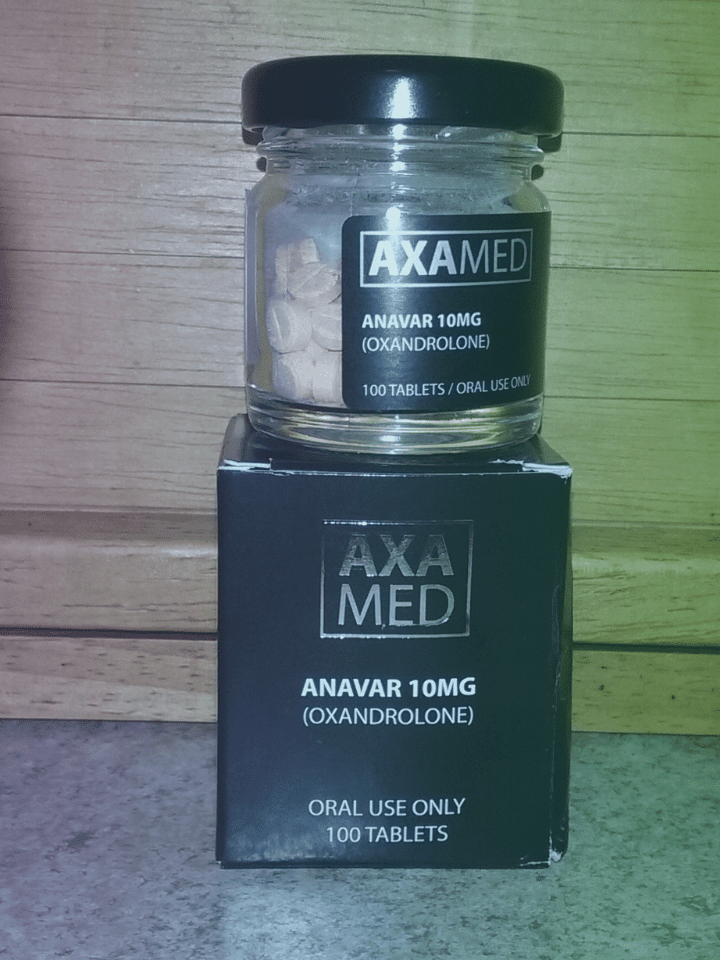 AXAMED
ANAVAR 10MG
(OXANDROLONE)
100 TABLETS / ORAL USE ONLY
AXA
MED
ANAVAR 10MG
(OXANDROLONE)
ORAL USE ONLY
100 TABLETS